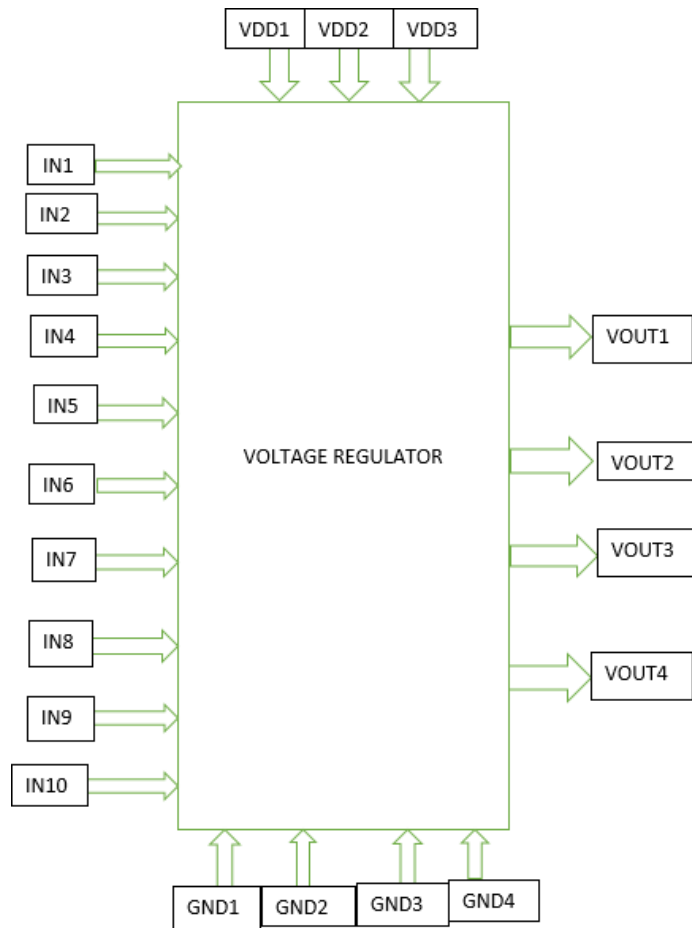 VDD1 VDD2 VDD3
IN1
IN2
IN3
IN4
IN5
IN6
IN7
IN8
IN9
IN10
VOLTAGE REGULATOR
VOUT1
VOUT2
VOUT3
VOUT4
GND1 GND2 GND3 GND4